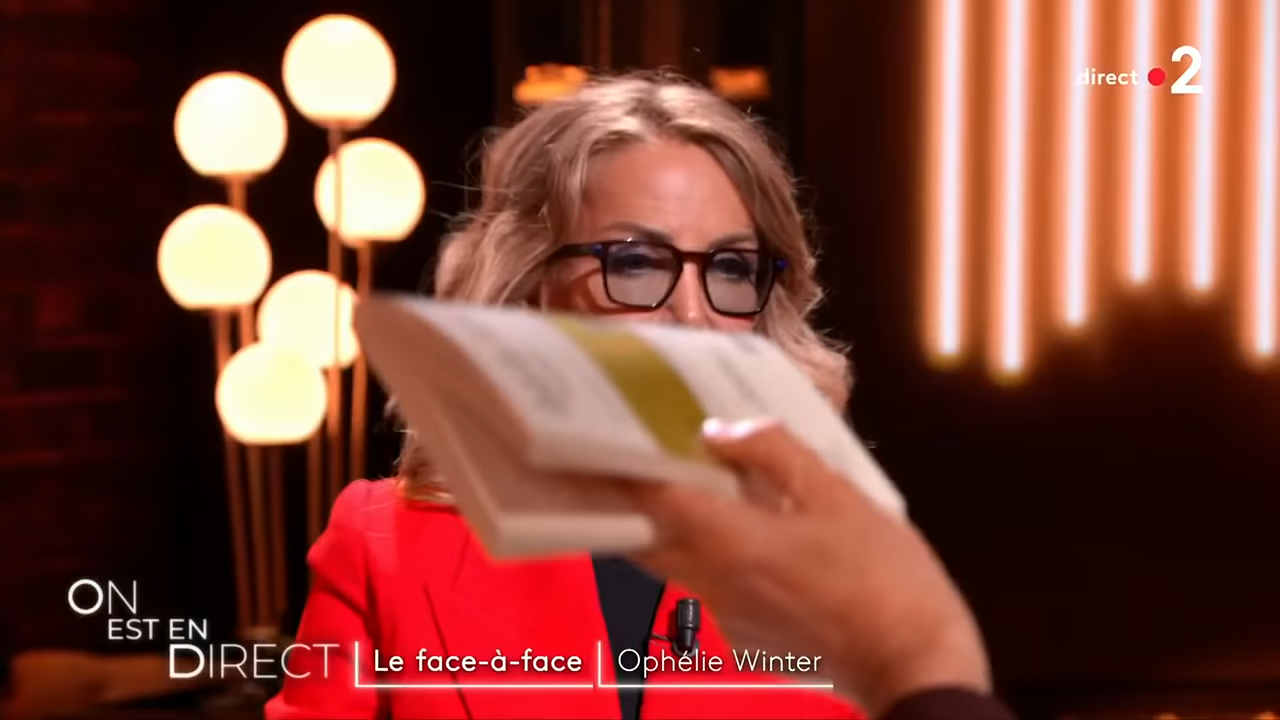 direct 2
ON
EST EN
DIRECT
Le face-à-face
Ophélie Winter